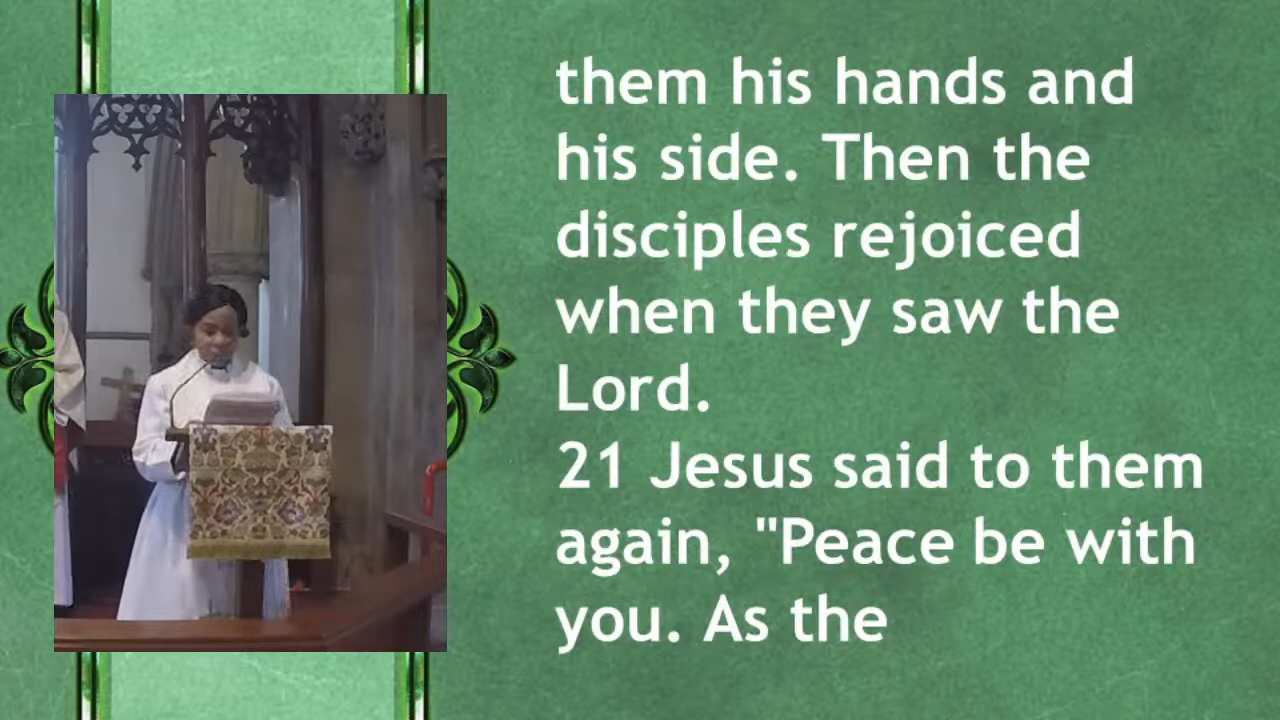 them his hands and
his side. Then the
disciples rejoiced
when they saw the
Lord.
21 Jesus said to them
again, "Peace be with
you. As the